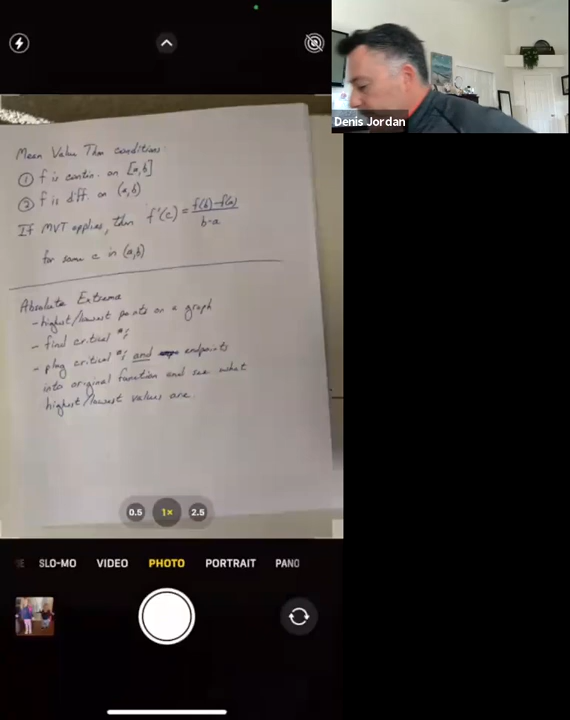 Denis Jordan
Mean Value Thm conditions:
① f is contin. on [a,b]
② f is diff. on (a,b)
If MVT applies, then f'(c) = f(b)-f(a)
b-a
for some c in (a,b)
Absolute Extrema
- highest/lowest points on a graph
- find critical #s
- plug critical #s and endpoints
into original function and see what
highest/lowest values are.
0.5 1× 2.5
SLO-MO VIDEO PHOTO PORTRAIT PANO